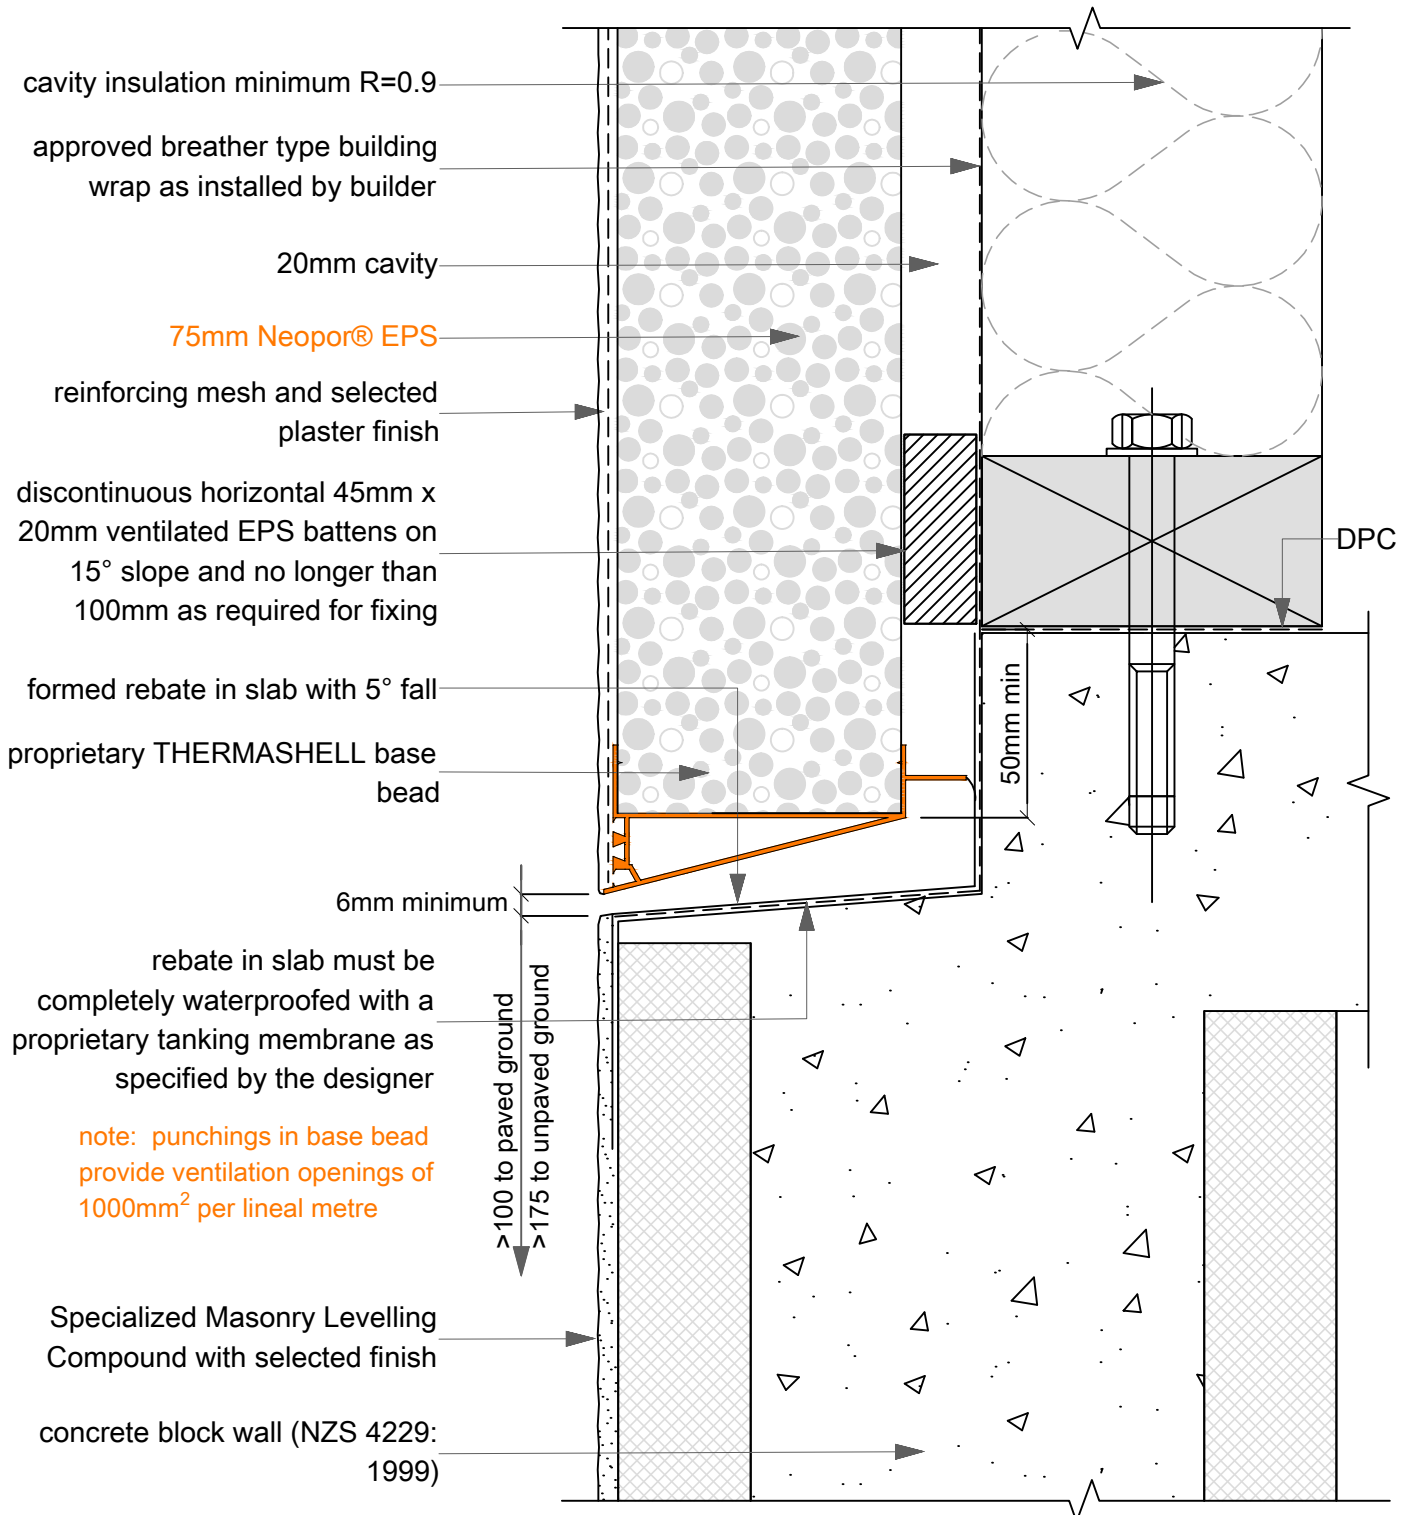 cavity insulation minimum R=0.9
approved breather type building
wrap as installed by builder
20mm cavity
75mm Neopor® EPS
reinforcing mesh and selected
plaster finish
discontinuous horizontal 45mm x
20mm ventilated EPS battens on
15° slope and no longer than
100mm as required for fixing
DPC
formed rebate in slab with 5° fall
50mm min
proprietary THERMASHELL base
bead
6mm minimum
rebate in slab must be
completely waterproofed with a
proprietary tanking membrane as
specified by the designer
>100 to paved ground
>175 to unpaved ground
note: punchings in base bead
provide ventilation openings of
1000mm² per lineal metre
Specialized Masonry Levelling
Compound with selected finish
concrete block wall (NZS 4229:
1999)